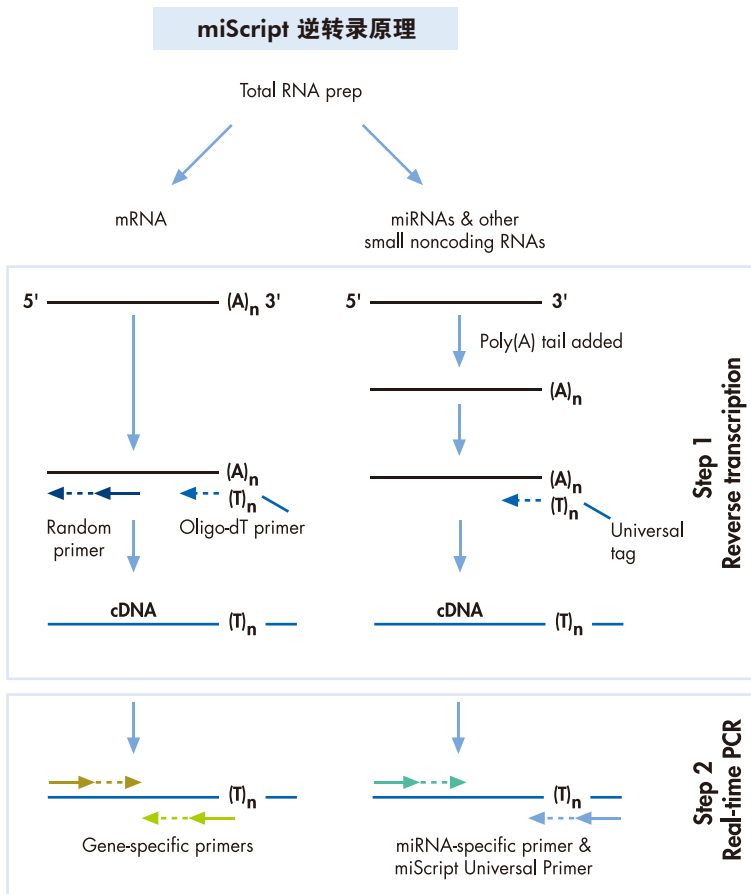 miScript 逆转录原理
Total RNA prep
mRNA
miRNAs & other
small noncoding RNAs
5' (A)n 3'
5' 3'
Poly(A) tail added
(A)n
(A)n
(T)n
Random
primer
Oligo-dT primer
(A)n
(T)n
Universal
tag
cDNA (T)n
cDNA (T)n
Step 1
Reverse transcription
(T)n
Gene-specific primers
(T)n
miRNA-specific primer &
miScript Universal Primer
Step 2
Real-time PCR